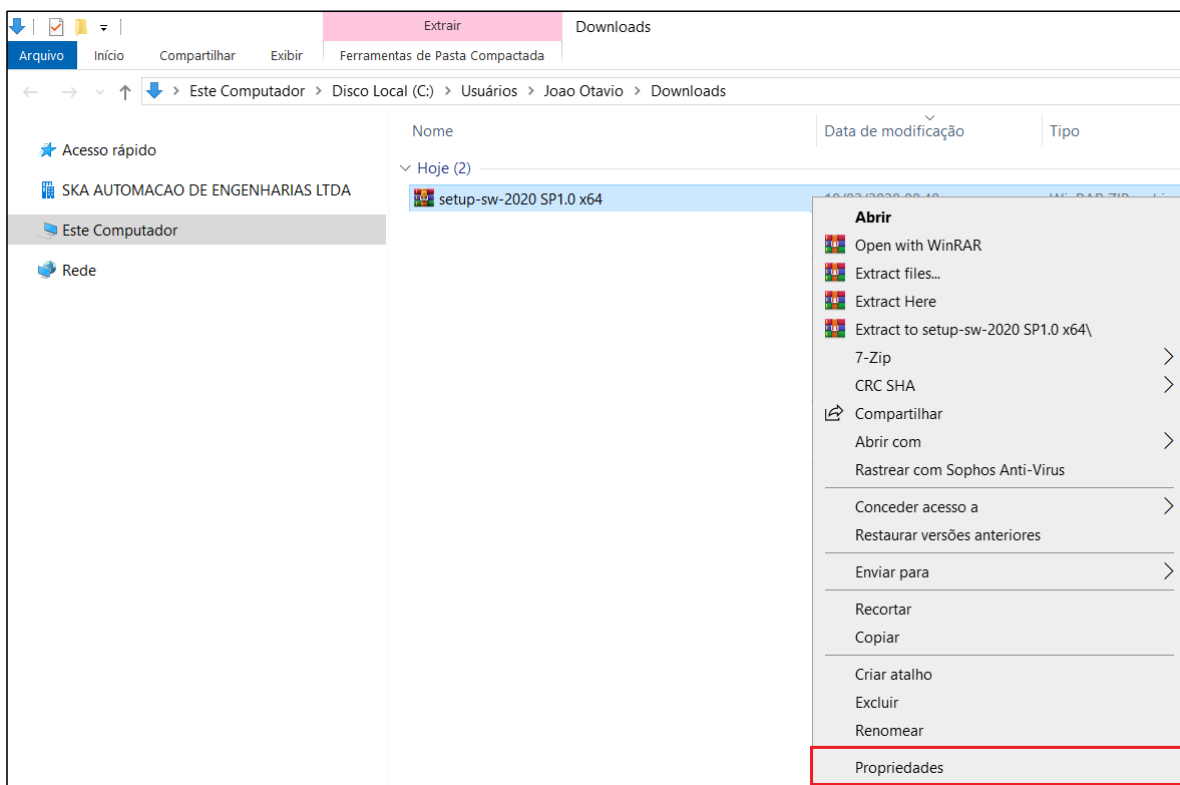 Extrair
Downloads
Arquivo Início Compartilhar Exibir Ferramentas de Pasta Compactada
Este Computador > Disco Local (C:) > Usuários > Joao Otavio > Downloads
Nome Data de modificação Tipo
Acesso rápido
Hoje (2)
SKA AUTOMACAO DE ENGENHARIAS LTDA
setup-sw-2020 SP1.0 x64
Este Computador
Rede
Abrir
Open with WinRAR
Extract files...
Extract Here
Extract to setup-sw-2020 SP1.0 x64\
7-Zip
CRC SHA
Compartilhar
Abrir com
Rastrear com Sophos Anti-Virus
Conceder acesso a
Restaurar versões anteriores
Enviar para
Recortar
Copiar
Criar atalho
Excluir
Renomear
Propriedades